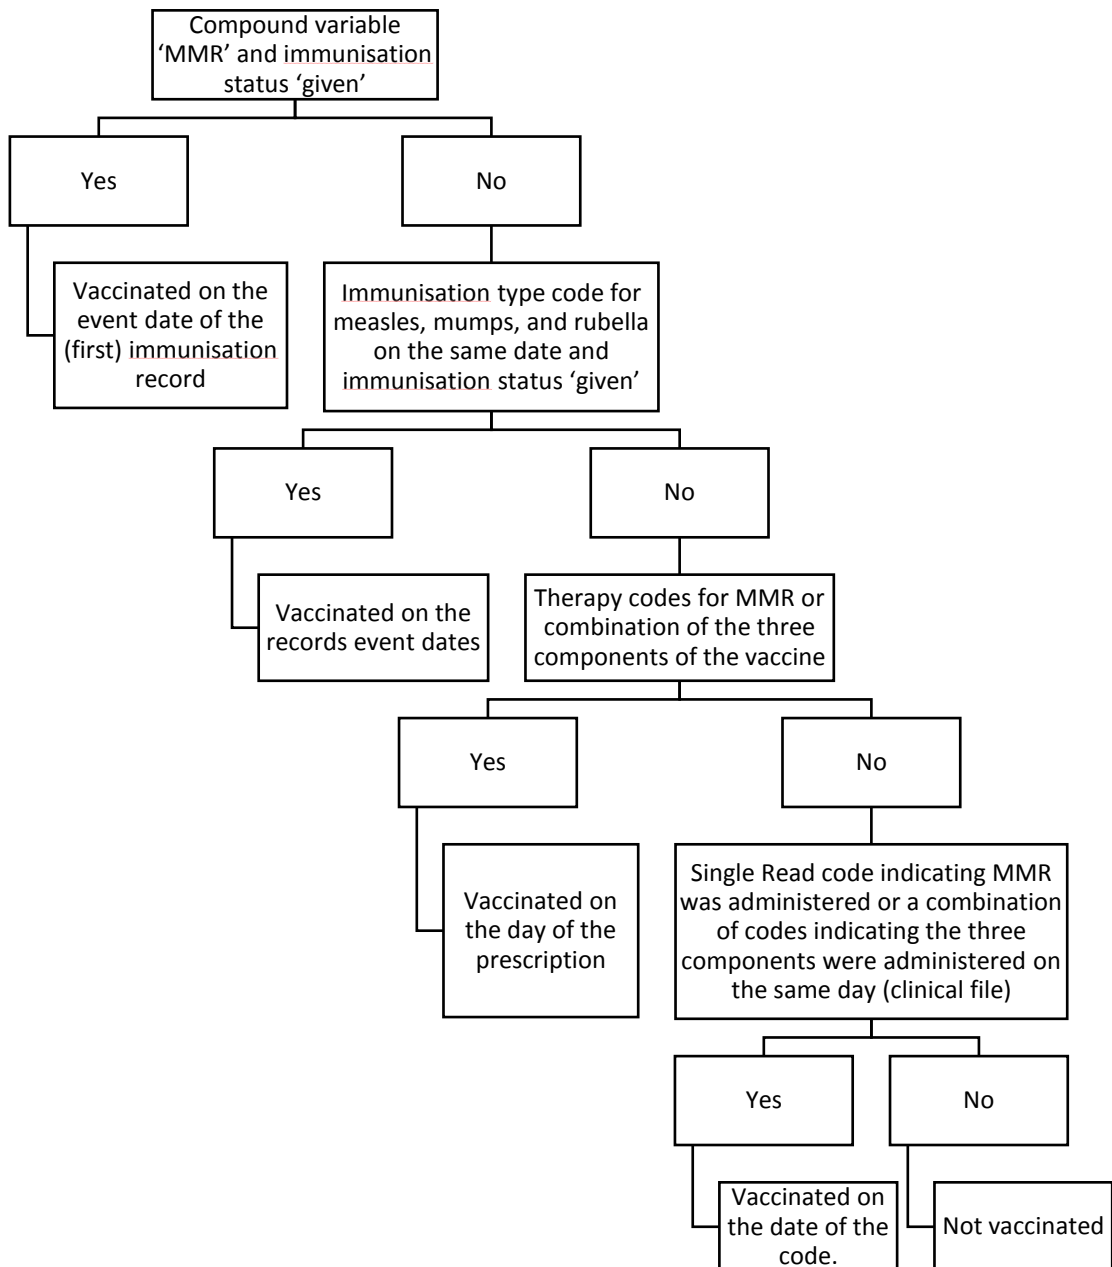 Compound variable
‘MMR’ and immunisation
status ‘given’
Yes
No
Vaccinated on the
event date of the
(first) immunisation
record
Immunisation type code for
measles, mumps, and rubella
on the same date and
immunisation status ‘given’
Yes
No
Vaccinated on the
records event dates
Therapy codes for MMR or
combination of the three
components of the vaccine
Yes
No
Vaccinated on
the day of the
prescription
Single Read code indicating MMR
was administered or a combination
of codes indicating the three
components were administered on
the same day (clinical file)
Yes
No
Vaccinated on
the date of the
code.
Not vaccinated